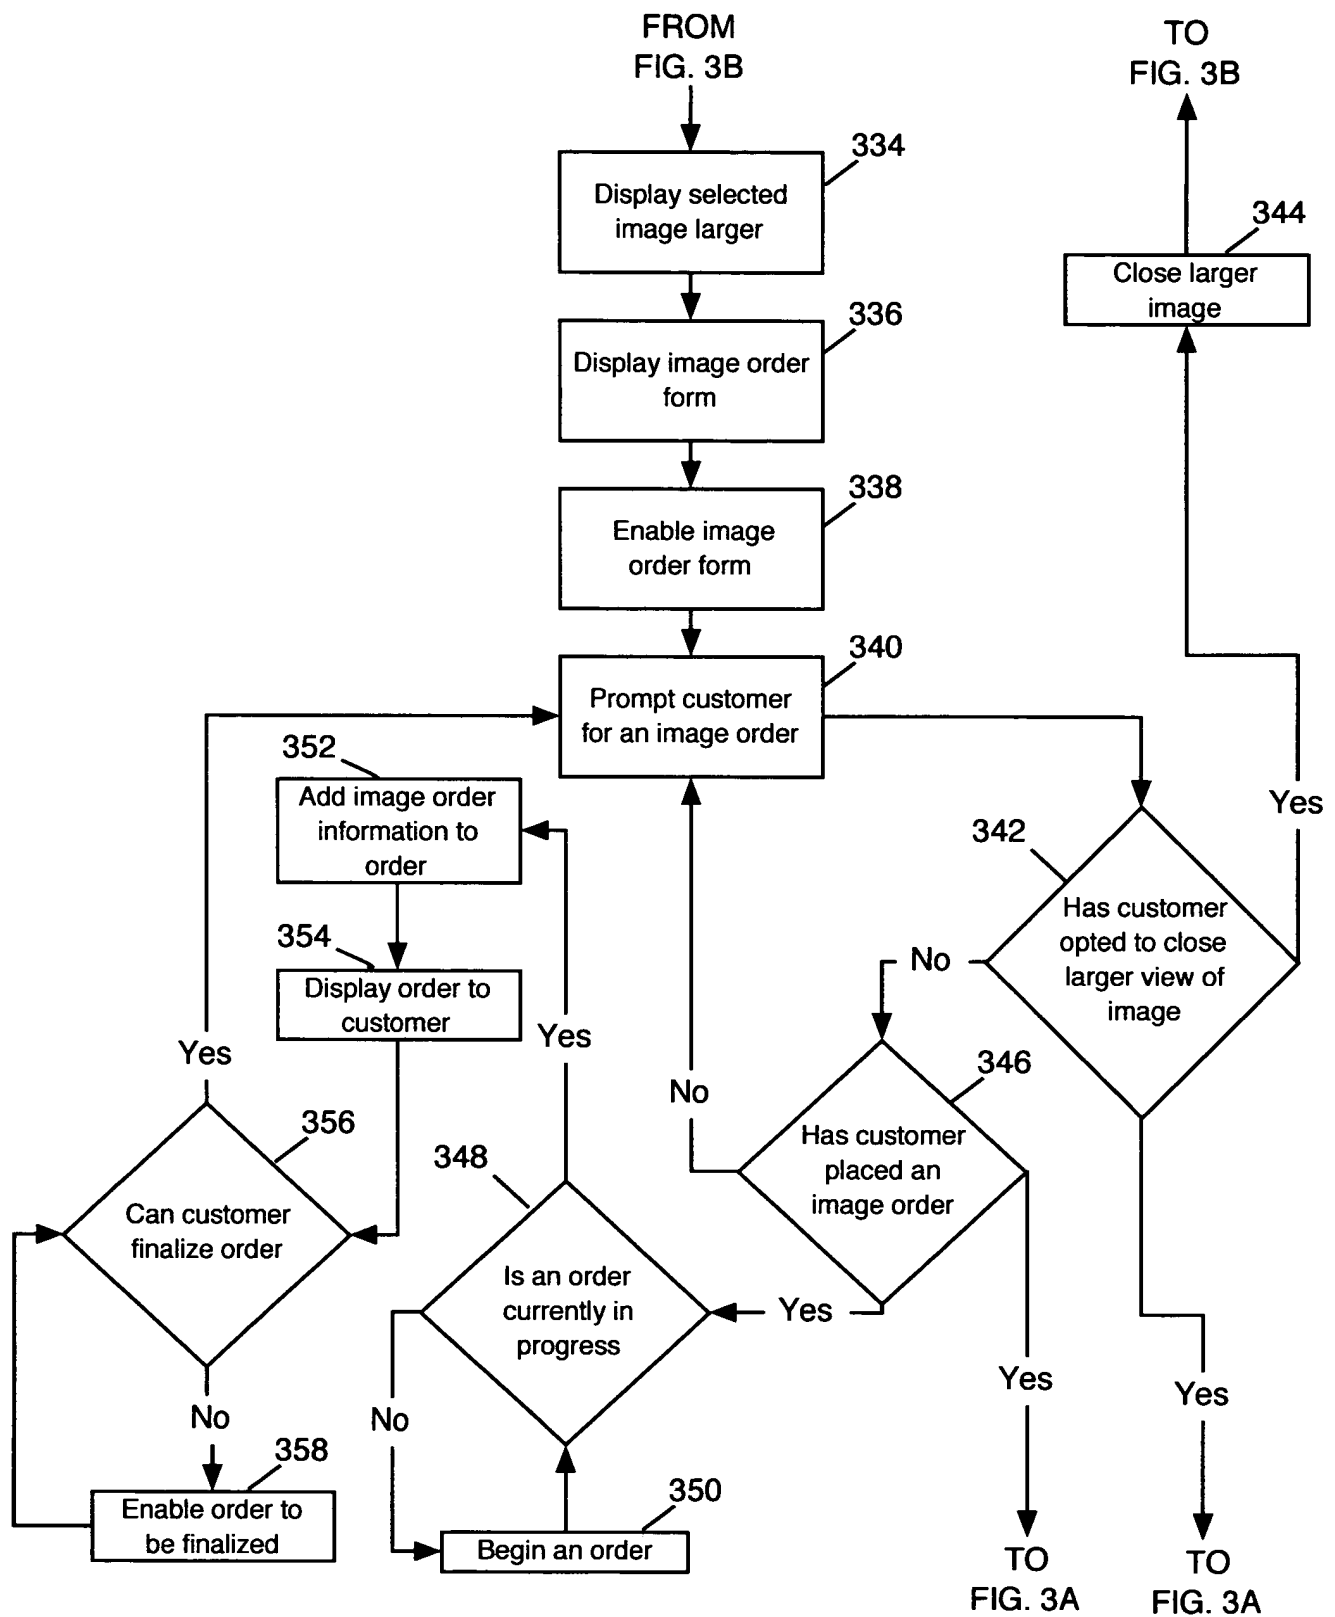 FROM
FIG. 3B
TO
FIG. 3B
334
Display selected
image larger
344
Close larger
image
336
Display image order
form
338
Enable image
order form
340
Prompt customer
for an image order
352
Add image order
information to
order
Yes
342
Has customer
opted to close
larger view of
image
No
354
Display order to
customer
Yes
Yes
346
Has customer
placed an
image order
No
356
Can customer
finalize order
348
Is an order
currently in
progress
Yes
Yes
Yes
No
No
358
Enable order to
be finalized
350
Begin an order
TO
FIG. 3A
TO
FIG. 3A